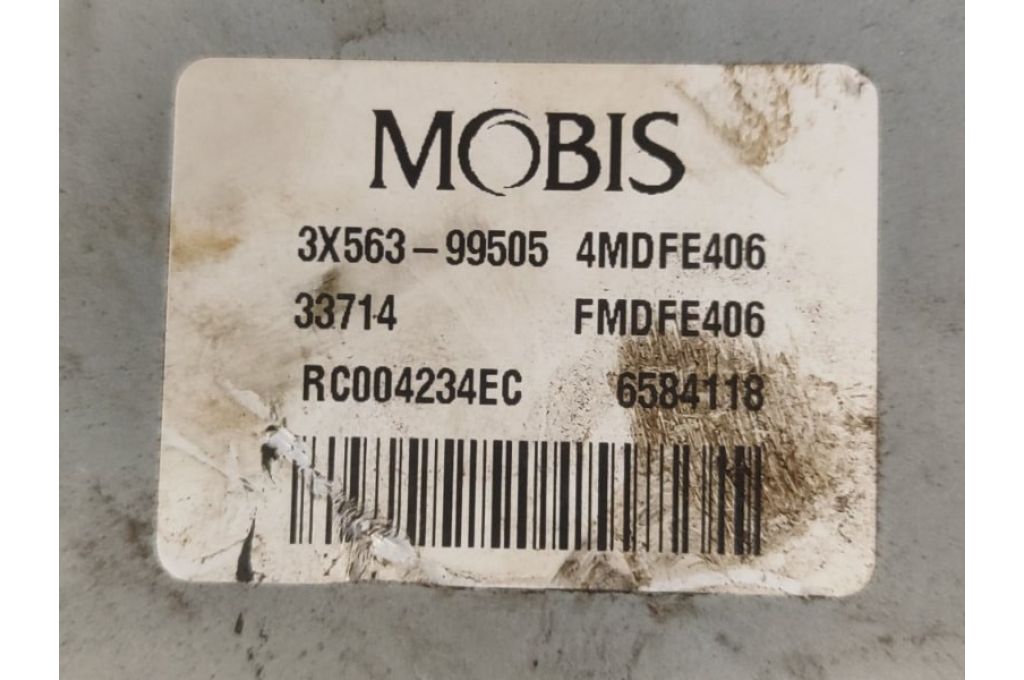 MOBIS
3X563-99505 4MDFE406
33714 FMDFE406
RC004234EC 6584118